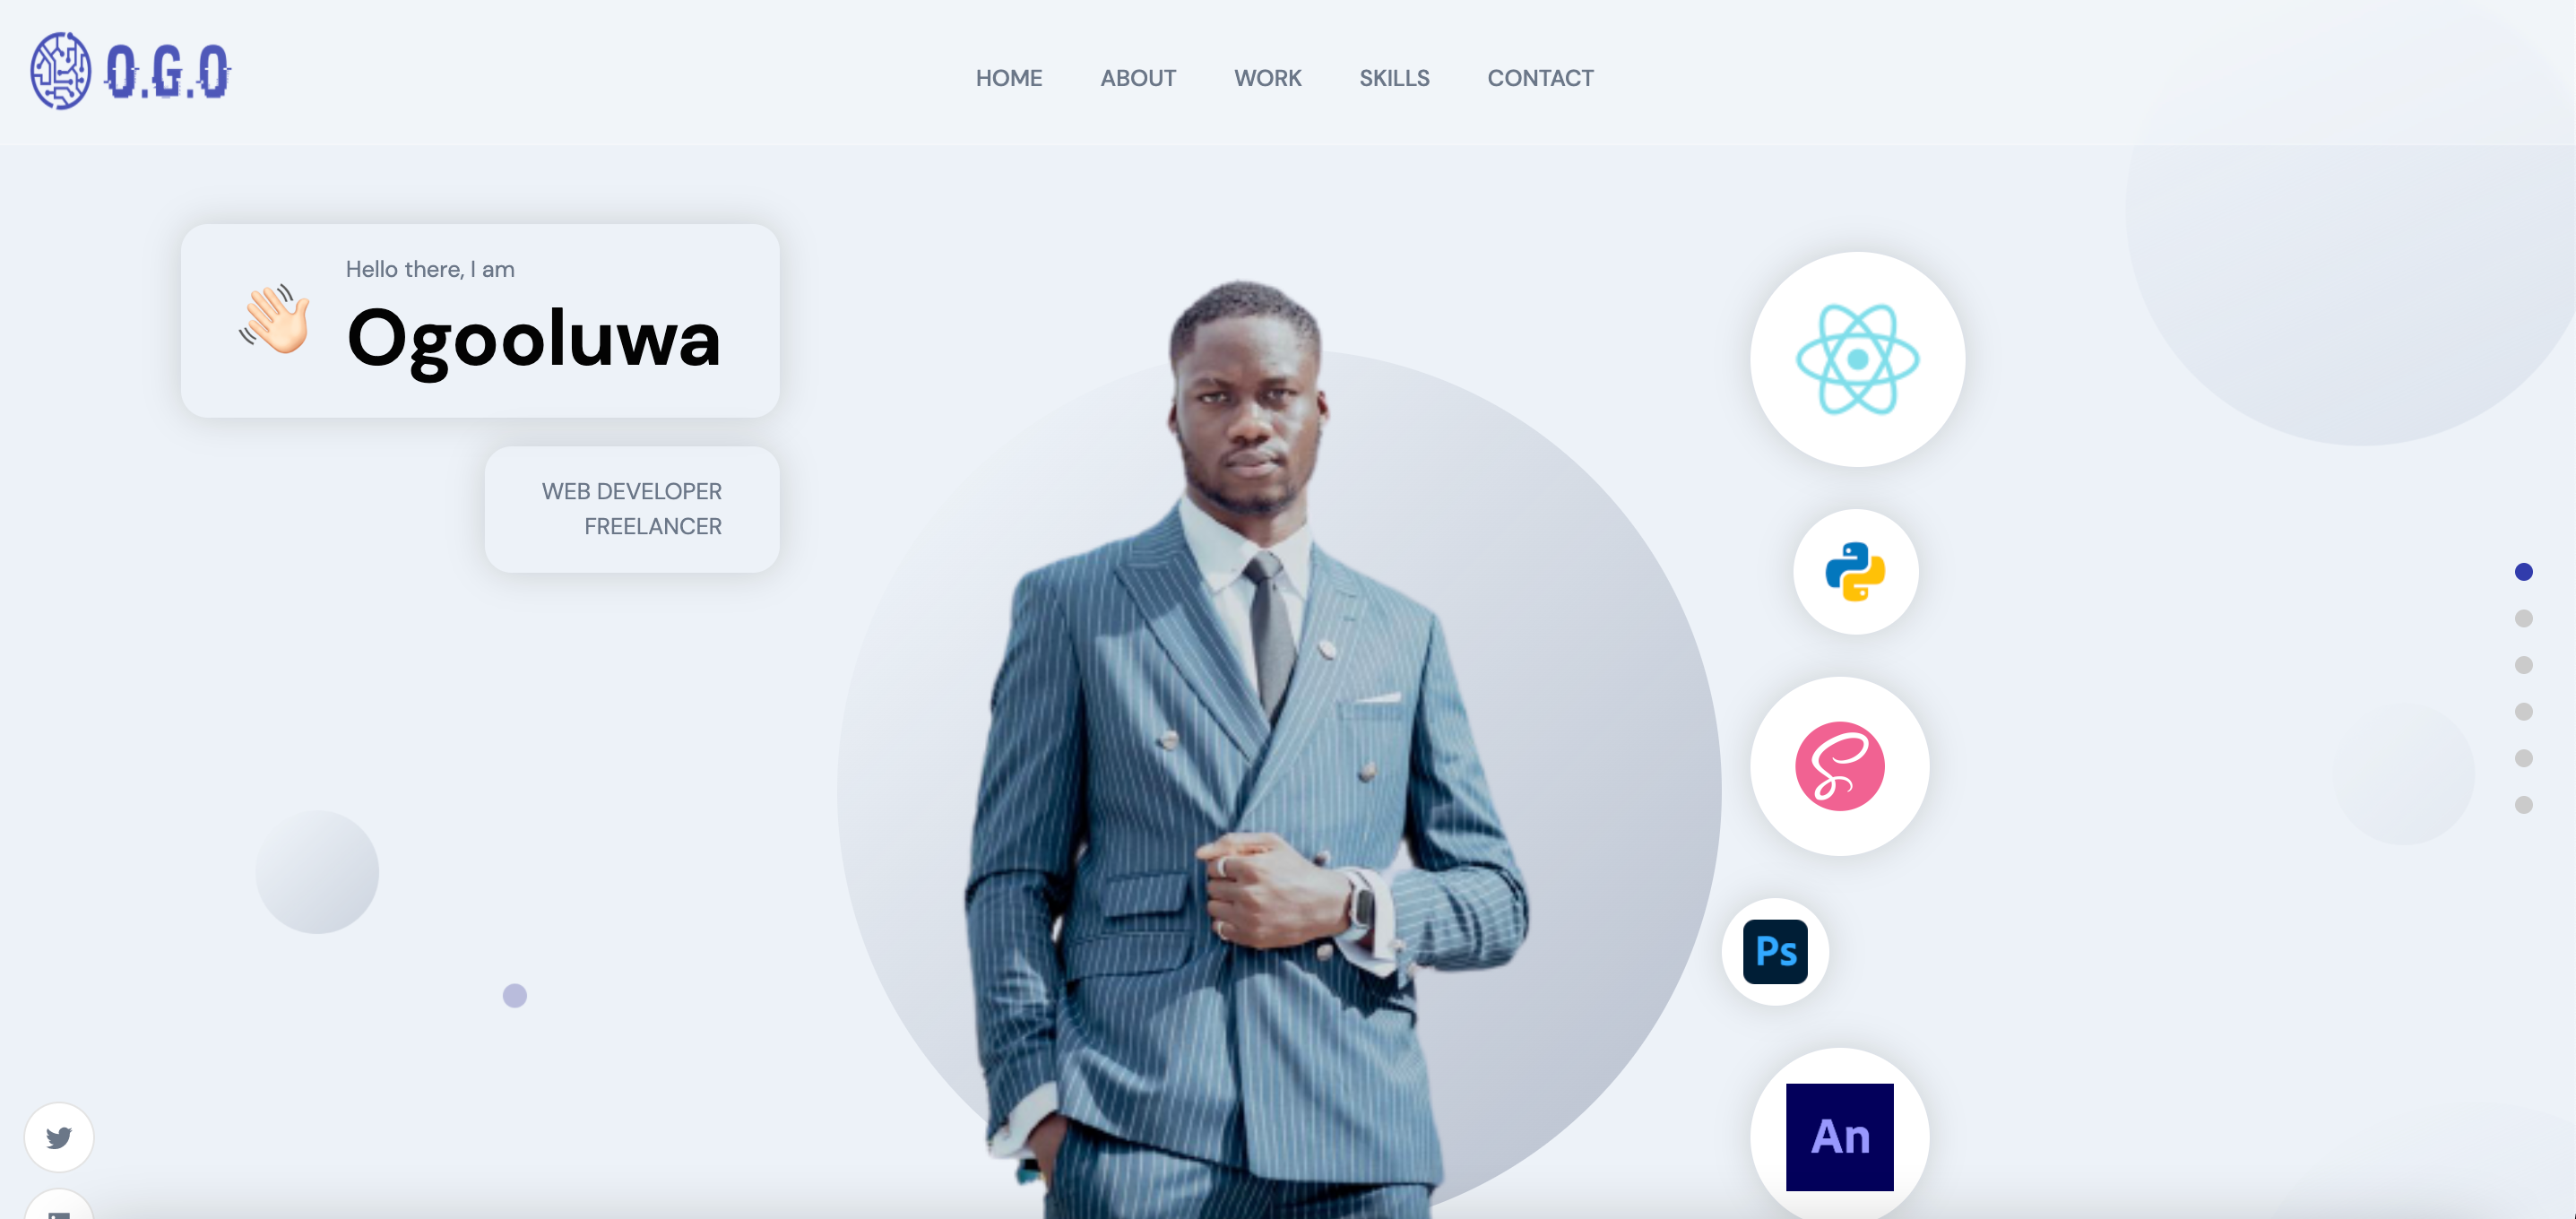 O.G.O
HOME ABOUT WORK SKILLS CONTACT
Hello there, I am
Ogooluwa
WEB DEVELOPER
FREELANCER
Ps
An